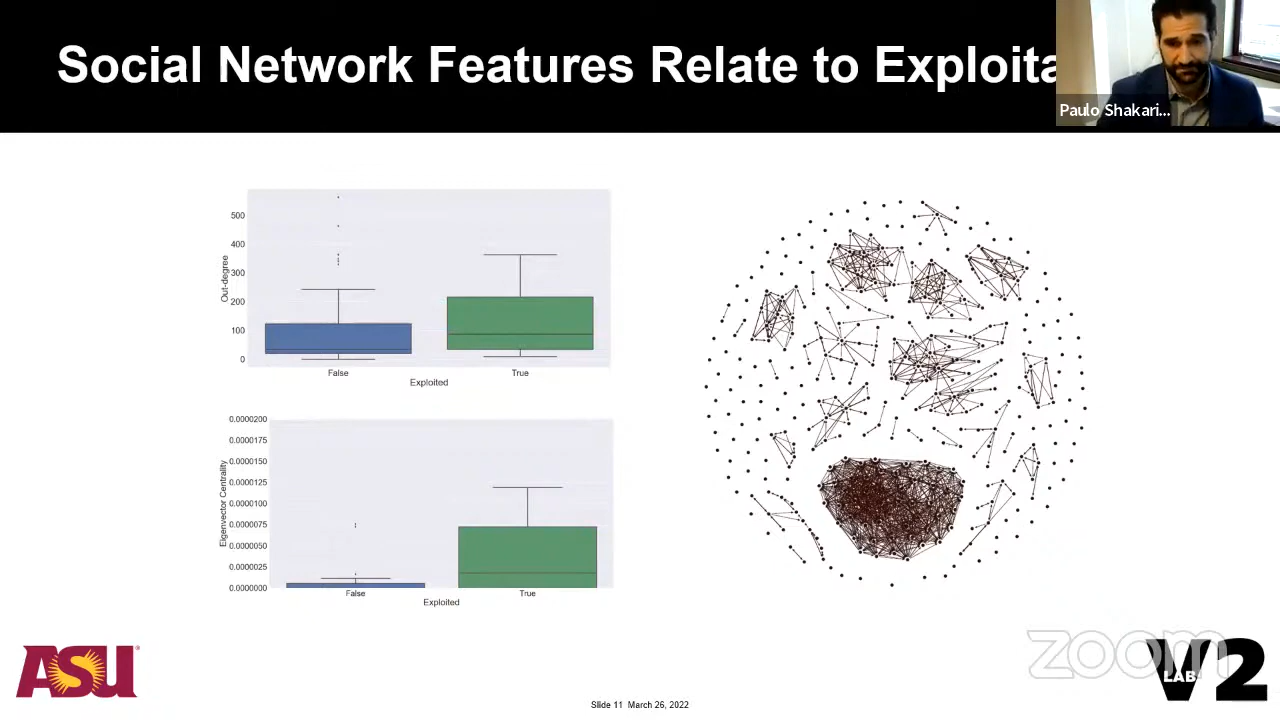 Social Network Features Relate to Exploita
Paulo Shakari...
500
400
300
200
100
0
Out-degree
False
True
Exploited
0.0000200
0.0000175
0.0000150
0.0000125
0.0000100
0.0000075
0.0000050
0.0000025
0.0000000
Eigenvector Centrality
False
True
Exploited
ASU
zoom
V2
LAB
Slide 11 March 26, 2022